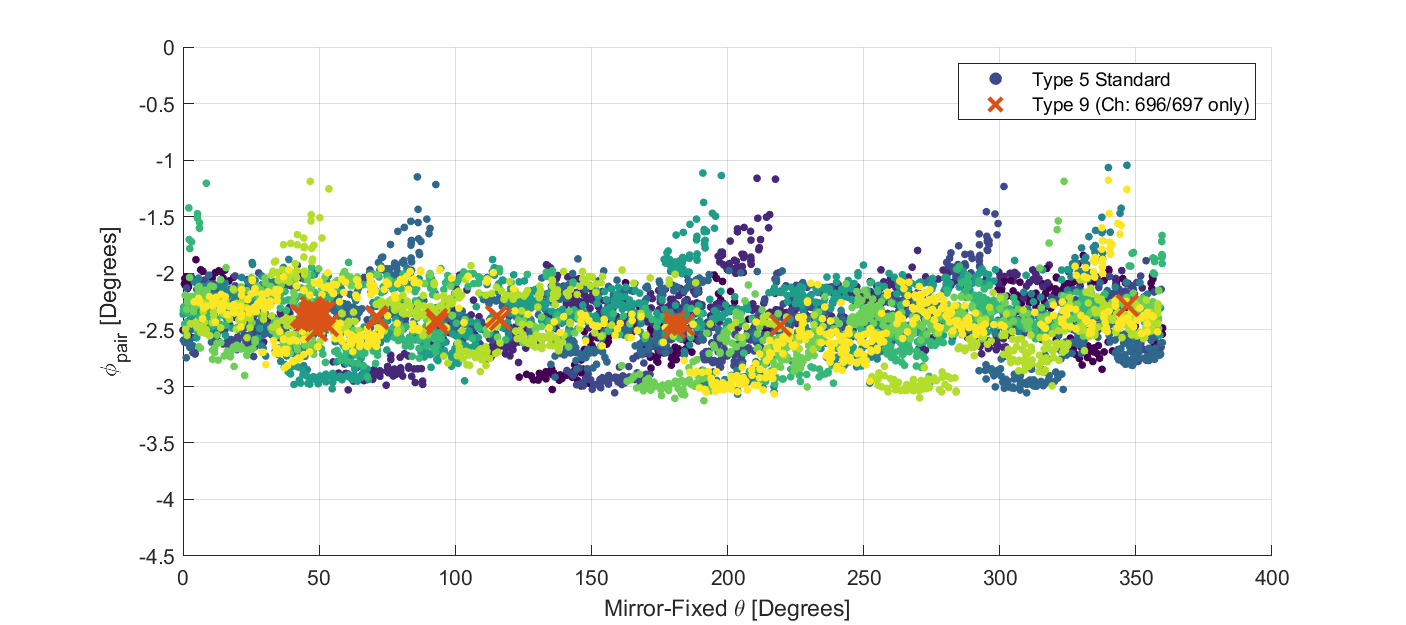 0
-0.5
-1
-1.5
-2
-2.5
-3
-3.5
-4
-4.5
ϕpair [Degrees]
Type 5 Standard
Type 9 (Ch: 696/697 only)
0 50 100 150 200 250 300 350 400
Mirror-Fixed θ [Degrees]